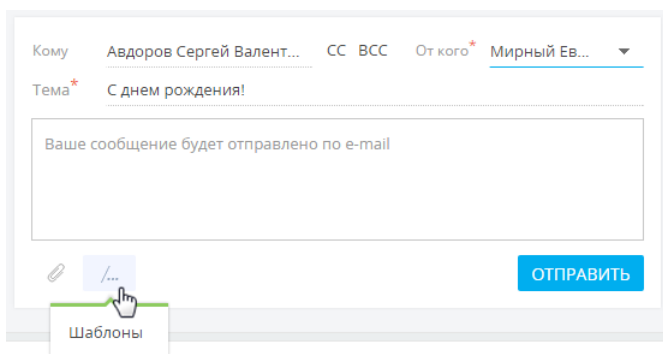 Кому Авдоров Сергей Валент... CC BCC От кого* Мирный Ев...
Тема* С днем рождения!
Ваше сообщение будет отправлено по e-mail
/... ОТПРАВИТЬ
Шаблоны